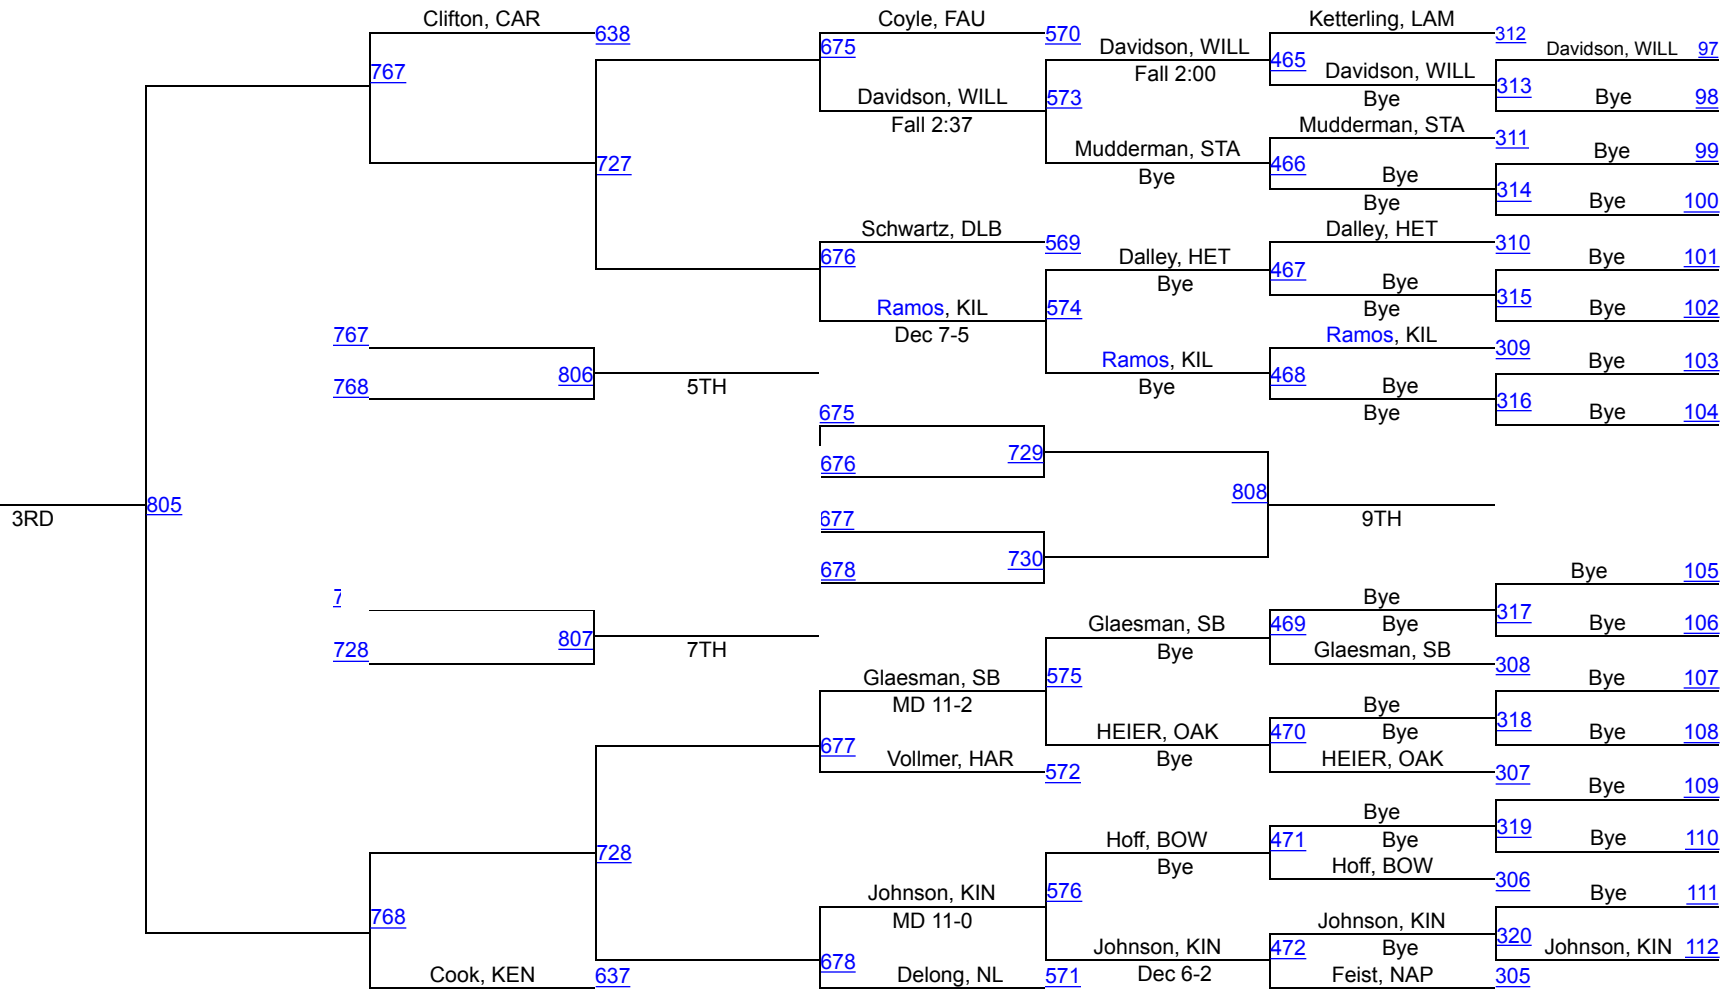 Clifton, CAR
638
767
727
Coyle, FAU
570
675
Davidson, WILL
Fall 2:37
573
Davidson, WILL
Fall 2:00
Mudderman, STA
Bye
Ketterling, LAM
312
465
Davidson, WILL
Bye
Mudderman, STA
311
466
Bye
Bye
Davidson, WILL 97
313
Bye 98
Bye 99
314
Bye 100
Schwartz, DLB
569
676
Ramos, KIL
Dec 7-5
574
Dalley, HET
Bye
Ramos, KIL
Bye
Dalley, HET
310
467
Bye
Bye
Ramos, KIL
309
468
Bye
Bye
Bye 101
315
Bye 102
Bye 103
316
Bye 104
767
768
806
5TH
675
676
729
677
678
730
808
9TH
3RD
805
728
807
7TH
Glaesman, SB
MD 11-2
677
Vollmer, HAR
572
575
Glaesman, SB
Bye
HEIER, OAK
Bye
Bye
469
Bye
Glaesman, SB
308
Bye
470
Bye
HEIER, OAK
307
Bye 105
317
Bye 106
Bye 107
318
Bye 108
728
768
Cook, KEN
637
Johnson, KIN
MD 11-0
678
Delong, NL
571
576
Hoff, BOW
Bye
Johnson, KIN
Dec 6-2
Bye
471
Bye
Hoff, BOW
306
Johnson, KIN
472
Bye
Feist, NAP
305
Bye 109
319
Bye 110
Bye 111
320
Johnson, KIN 112